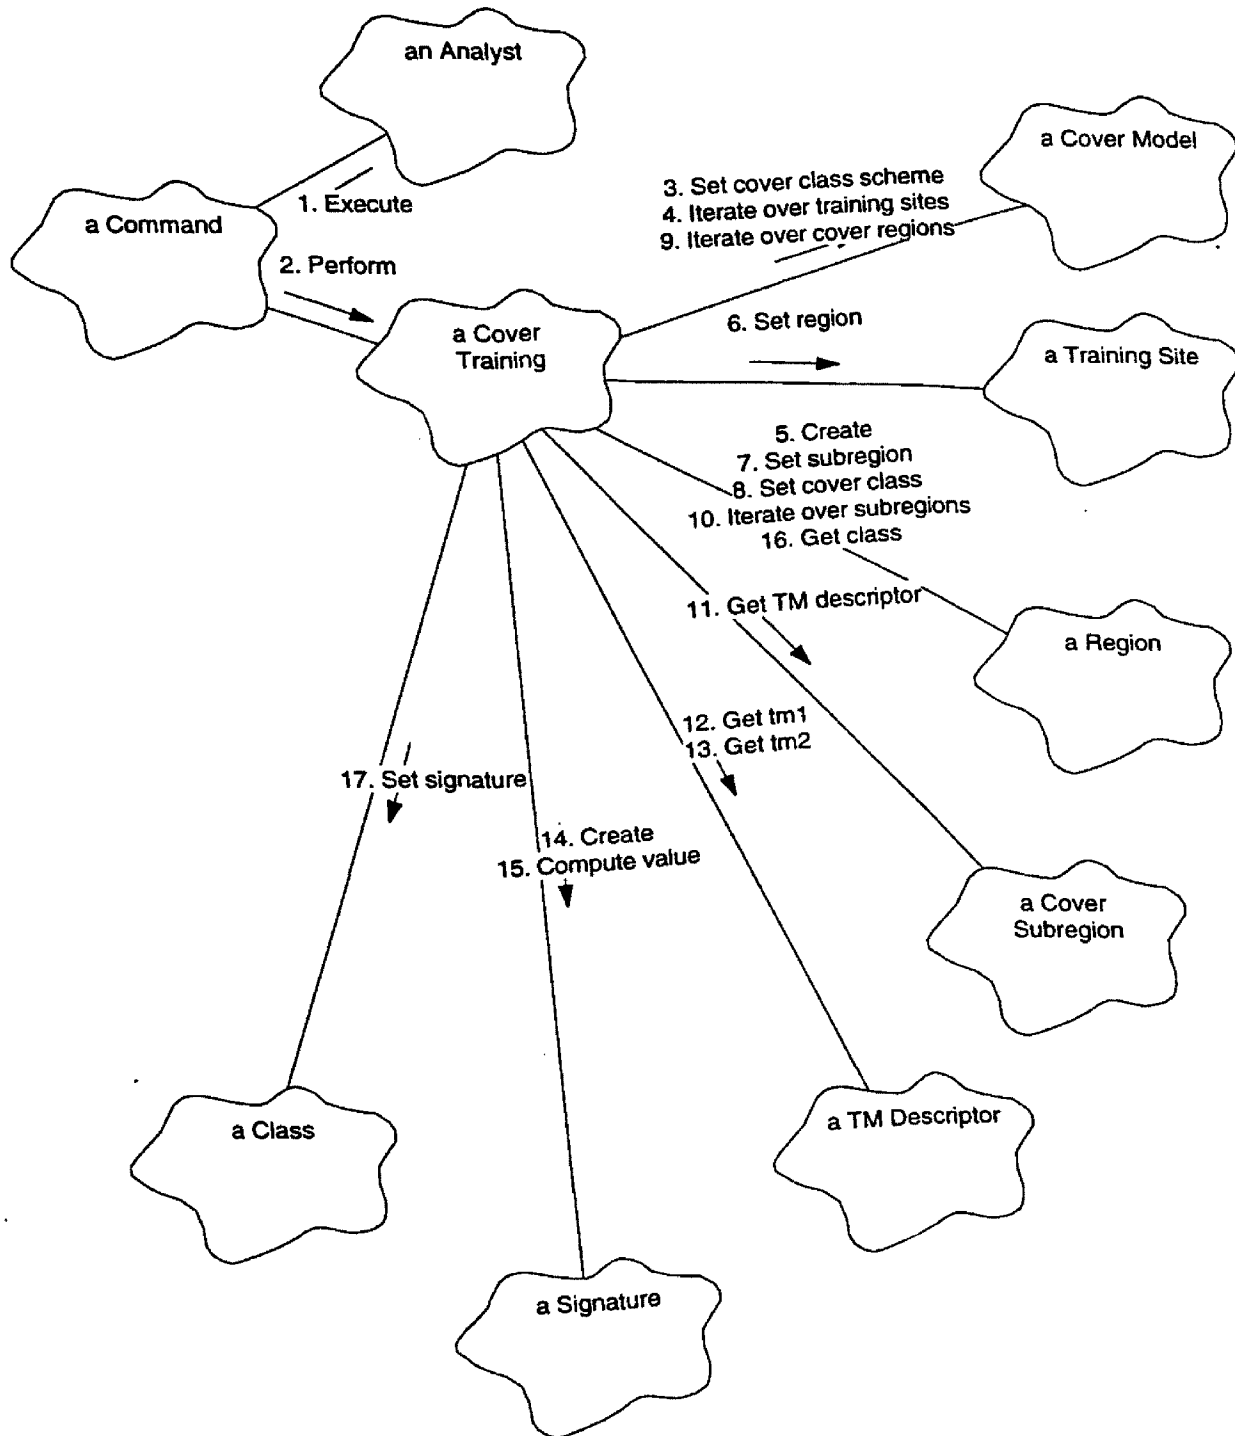 an Analyst
a Cover Model
3. Set cover class scheme
4. Iterate over training sites
9. Iterate over cover regions
1. Execute
a Command
2. Perform
a Cover
Training
6. Set region
a Training Site
5. Create
7. Set subregion
8. Set cover class
10. Iterate over subregions
16. Get class
11. Get TM descriptor
a Region
12. Get tm1
13. Get tm2
17. Set signature
14. Create
15. Compute value
a Cover
Subregion
a Class
a TM Descriptor
a Signature